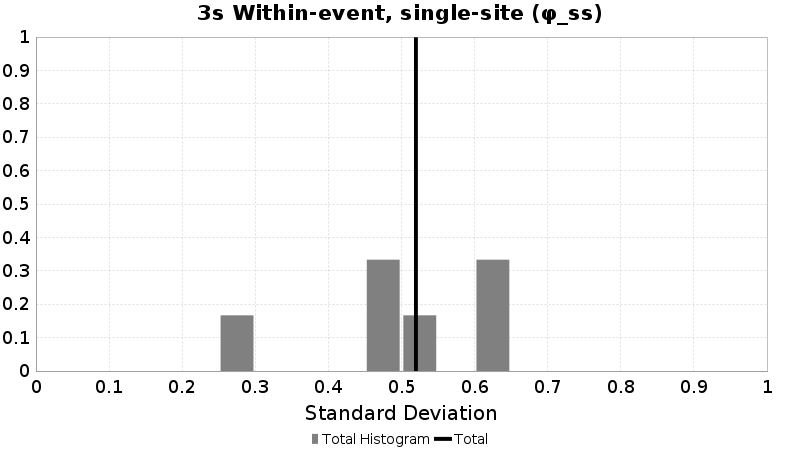 3s Within-event, single-site (φ_ss)
1
0.9
0.8
0.7
0.6
0.5
0.4
0.3
0.2
0.1
0
0 0.1 0.2 0.3 0.4 0.5 0.6 0.7 0.8 0.9 1
Standard Deviation
Total Histogram Total